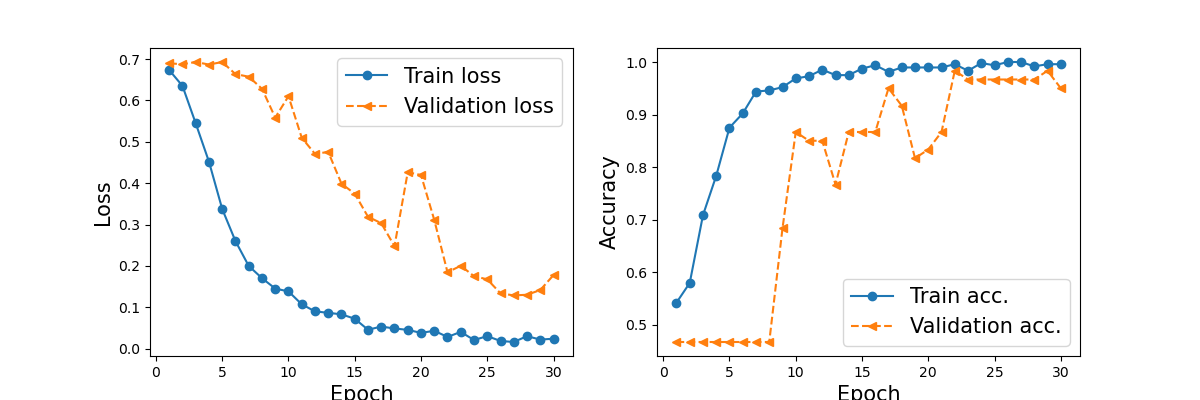 0.7
0.6
0.5
0.4
0.3
0.2
0.1
0.0
Loss
Train loss
Validation loss
0 5 10 15 20 25 30
Epoch
1.0
0.9
0.8
0.7
0.6
0.5
Accuracy
Train acc.
Validation acc.
0 5 10 15 20 25 30
Epoch